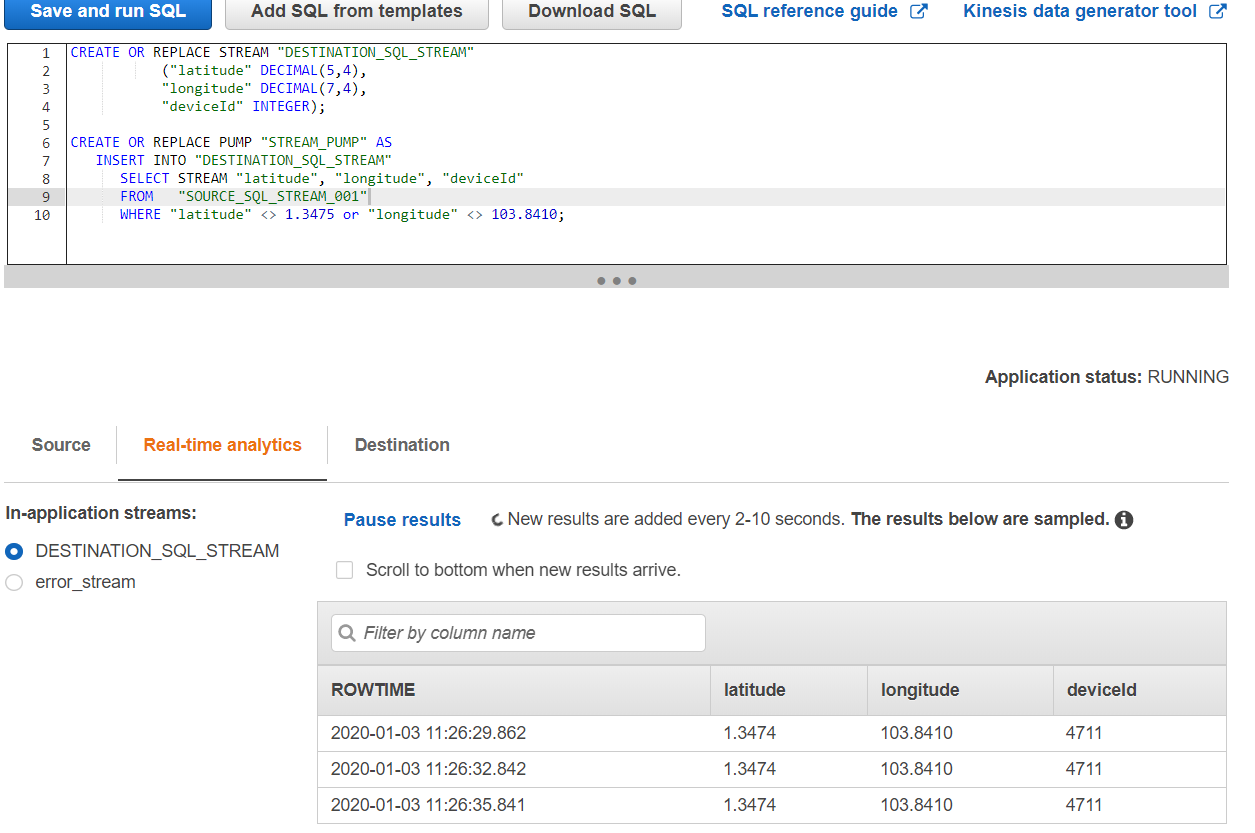 Save and run SQL Add SQL from templates Download SQL SQL reference guide Kinesis data generator tool
1 CREATE OR REPLACE STREAM "DESTINATION_SQL_STREAM"
2 ("latitude" DECIMAL(5,4),
3 "longitude" DECIMAL(7,4),
4 "deviceId" INTEGER);
5
6 CREATE OR REPLACE PUMP "STREAM_PUMP" AS
7 INSERT INTO "DESTINATION_SQL_STREAM"
8 SELECT STREAM "latitude", "longitude", "deviceId"
9 FROM "SOURCE_SQL_STREAM_001"
10 WHERE "latitude" <> 1.3475 or "longitude" <> 103.8410;
Application status: RUNNING
Source Real-time analytics Destination
In-application streams:
DESTINATION_SQL_STREAM
error_stream
Pause results New results are added every 2-10 seconds. The results below are sampled.
Scroll to bottom when new results arrive.
Filter by column name
ROWTIME latitude longitude deviceId
2020-01-03 11:26:29.862 1.3474 103.8410 4711
2020-01-03 11:26:32.842 1.3474 103.8410 4711
2020-01-03 11:26:35.841 1.3474 103.8410 4711